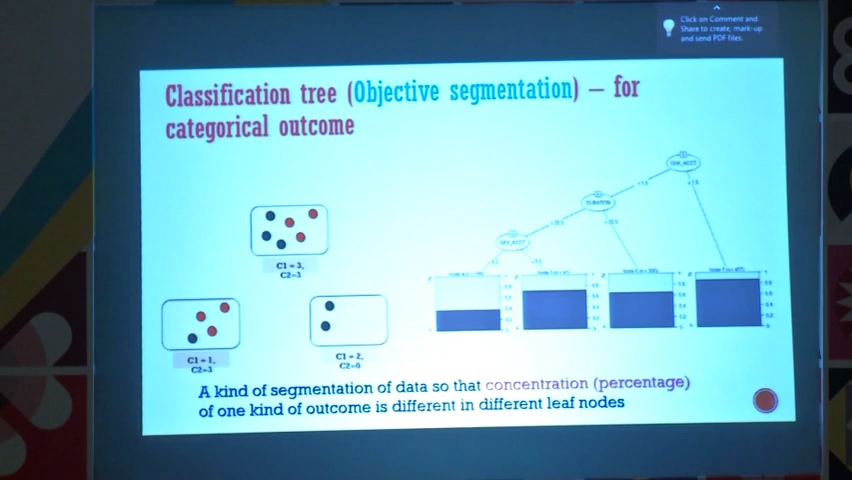 Click on Comment and
Share to create, mark-up
and send PDF files.
Classification tree (Objective segmentation) – for
categorical outcome
CHK_ACCT
DURATION
C1 = 3,
C2=3
C1 = 1,
C2=3
C1 = 2,
C2=0
A kind of segmentation of data so that concentration (percentage)
of one kind of outcome is different in different leaf nodes